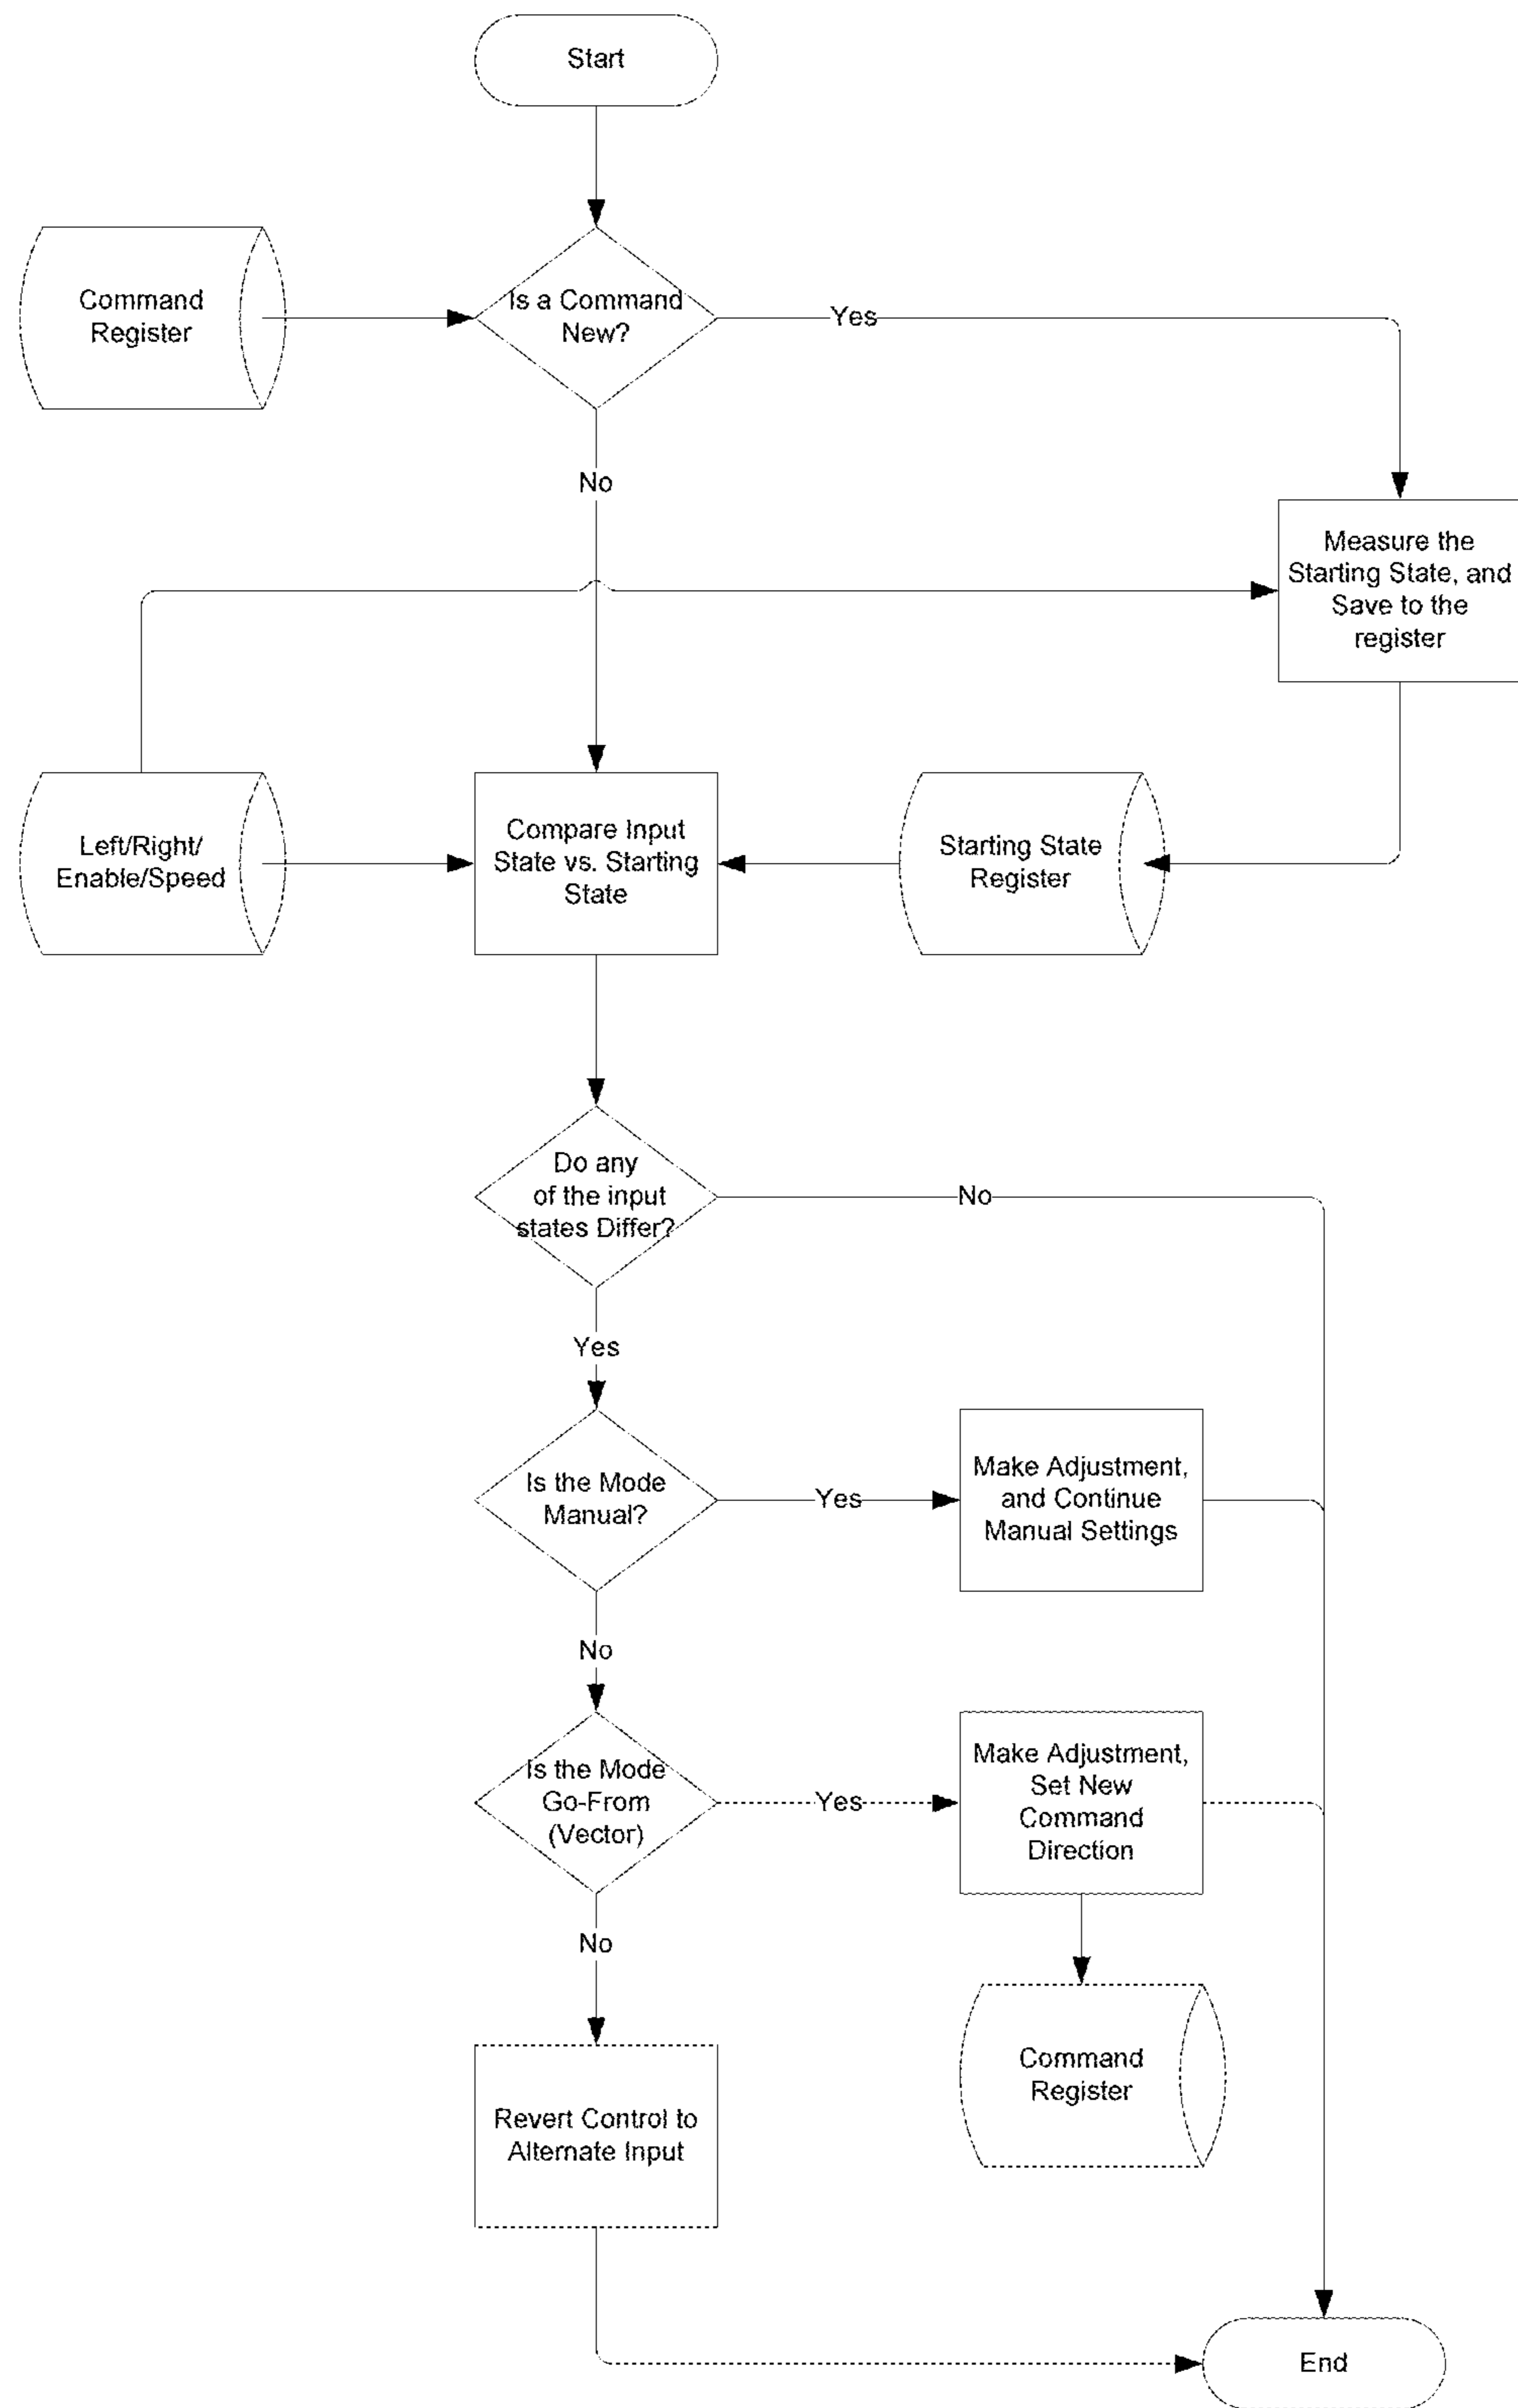 Start
Command
Register
Is a Command
New?
Yes
No
Measure the
Starting State, and
Save to the
register
Left/Right/
Enable/Speed
Compare Input
State vs. Starting
State
Starting State
Register
Do any
of the input
states Differ?
No
Yes
Is the Mode
Manual?
Yes
Make Adjustment,
and Continue
Manual Settings
No
Is the Mode
Go-From
(Vector)
Yes
Make Adjustment,
Set New
Command
Direction
No
Command
Register
Revert Control to
Alternate Input
End